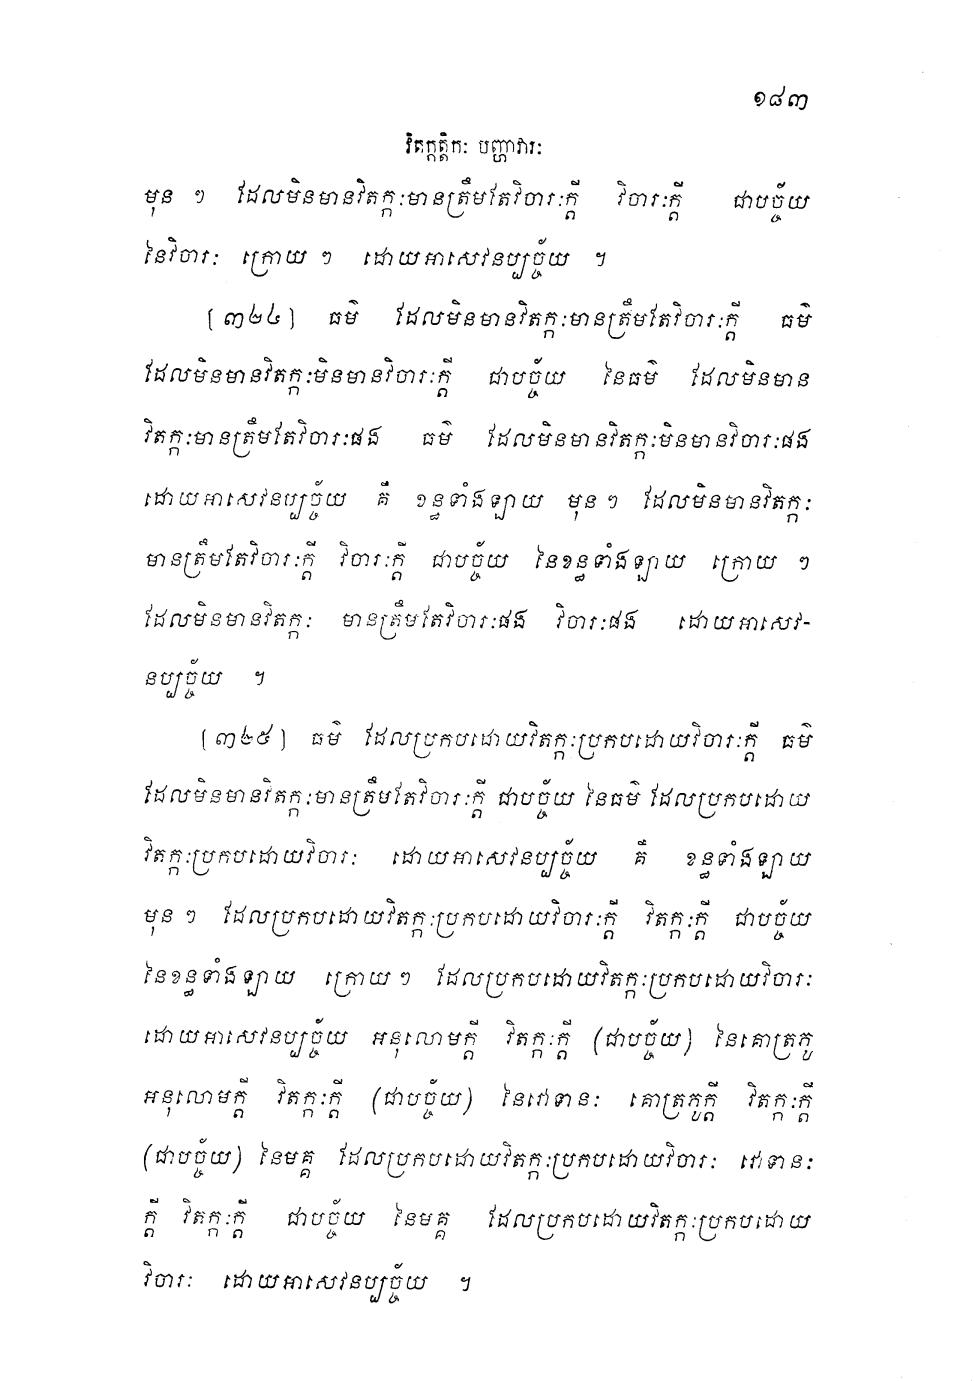 ១៨៣
វិតក្កត្តិកៈ បញ្ហាវារៈ
មុន ៗ ដែលមិនមានវិតក្កៈមានត្រឹមតែវិចារៈក្តី វិចារៈក្តី ជាបច្ច័យ
នៃវិចារៈ ក្រោយ ៗ ដោយអាសេវនប្បច្ច័យ ។
[៣២៤] ធម៌ ដែលមិនមានវិតក្កៈមានត្រឹមតែវិចារៈក្តី ធម៌
ដែលមិនមានវិតក្កៈមិនមានវិចារៈក្តី ជាបច្ច័យ នៃធម៌ ដែលមិនមាន
វិតក្កៈមានត្រឹមតែវិចារៈផង ធម៌ ដែលមិនមានវិតក្កៈមិនមានវិចារៈផង
ដោយអាសេវនប្បច្ច័យ គឺ ខន្ធទាំងឡាយ មុន ៗ ដែលមិនមានវិតក្កៈ
មានត្រឹមតែវិចារៈក្តី វិចារៈក្តី ជាបច្ច័យ នៃខន្ធទាំងឡាយ ក្រោយ ៗ
ដែលមិនមានវិតក្កៈ មានត្រឹមតែវិចារៈផង វិចារៈផង ដោយអាសេវ-
នប្បច្ច័យ ។
[៣២៥] ធម៌ ដែលប្រកបដោយវិតក្កៈប្រកបដោយវិចារៈក្តី ធម៌
ដែលមិនមានវិតក្កៈមានត្រឹមតែវិចារៈក្តី ជាបច្ច័យ នៃធម៌ ដែលប្រកបដោយ
វិតក្កៈប្រកបដោយវិចារៈ ដោយអាសេវនប្បច្ច័យ គឺ ខន្ធទាំងឡាយ
មុន ៗ ដែលប្រកបដោយវិតក្កៈប្រកបដោយវិចារៈក្តី វិតក្កៈក្តី ជាបច្ច័យ
នៃខន្ធទាំងឡាយ ក្រោយ ៗ ដែលប្រកបដោយវិតក្កៈប្រកបដោយវិចារៈ
ដោយអាសេវនប្បច្ច័យ អនុលោមក្តី វិតក្កៈក្តី (ជាបច្ច័យ) នៃគោត្រភូ
អនុលោមក្តី វិតក្កៈក្តី (ជាបច្ច័យ) នៃវោទានៈ គោត្រភូក្តី វិតក្កៈក្តី
(ជាបច្ច័យ) នៃមគ្គ ដែលប្រកបដោយវិតក្កៈប្រកបដោយវិចារៈ វោទានៈ
ក្តី វិតក្កៈក្តី ជាបច្ច័យ នៃមគ្គ ដែលប្រកបដោយវិតក្កៈប្រកបដោយ
វិចារៈ ដោយអាសេវនប្បច្ច័យ ។